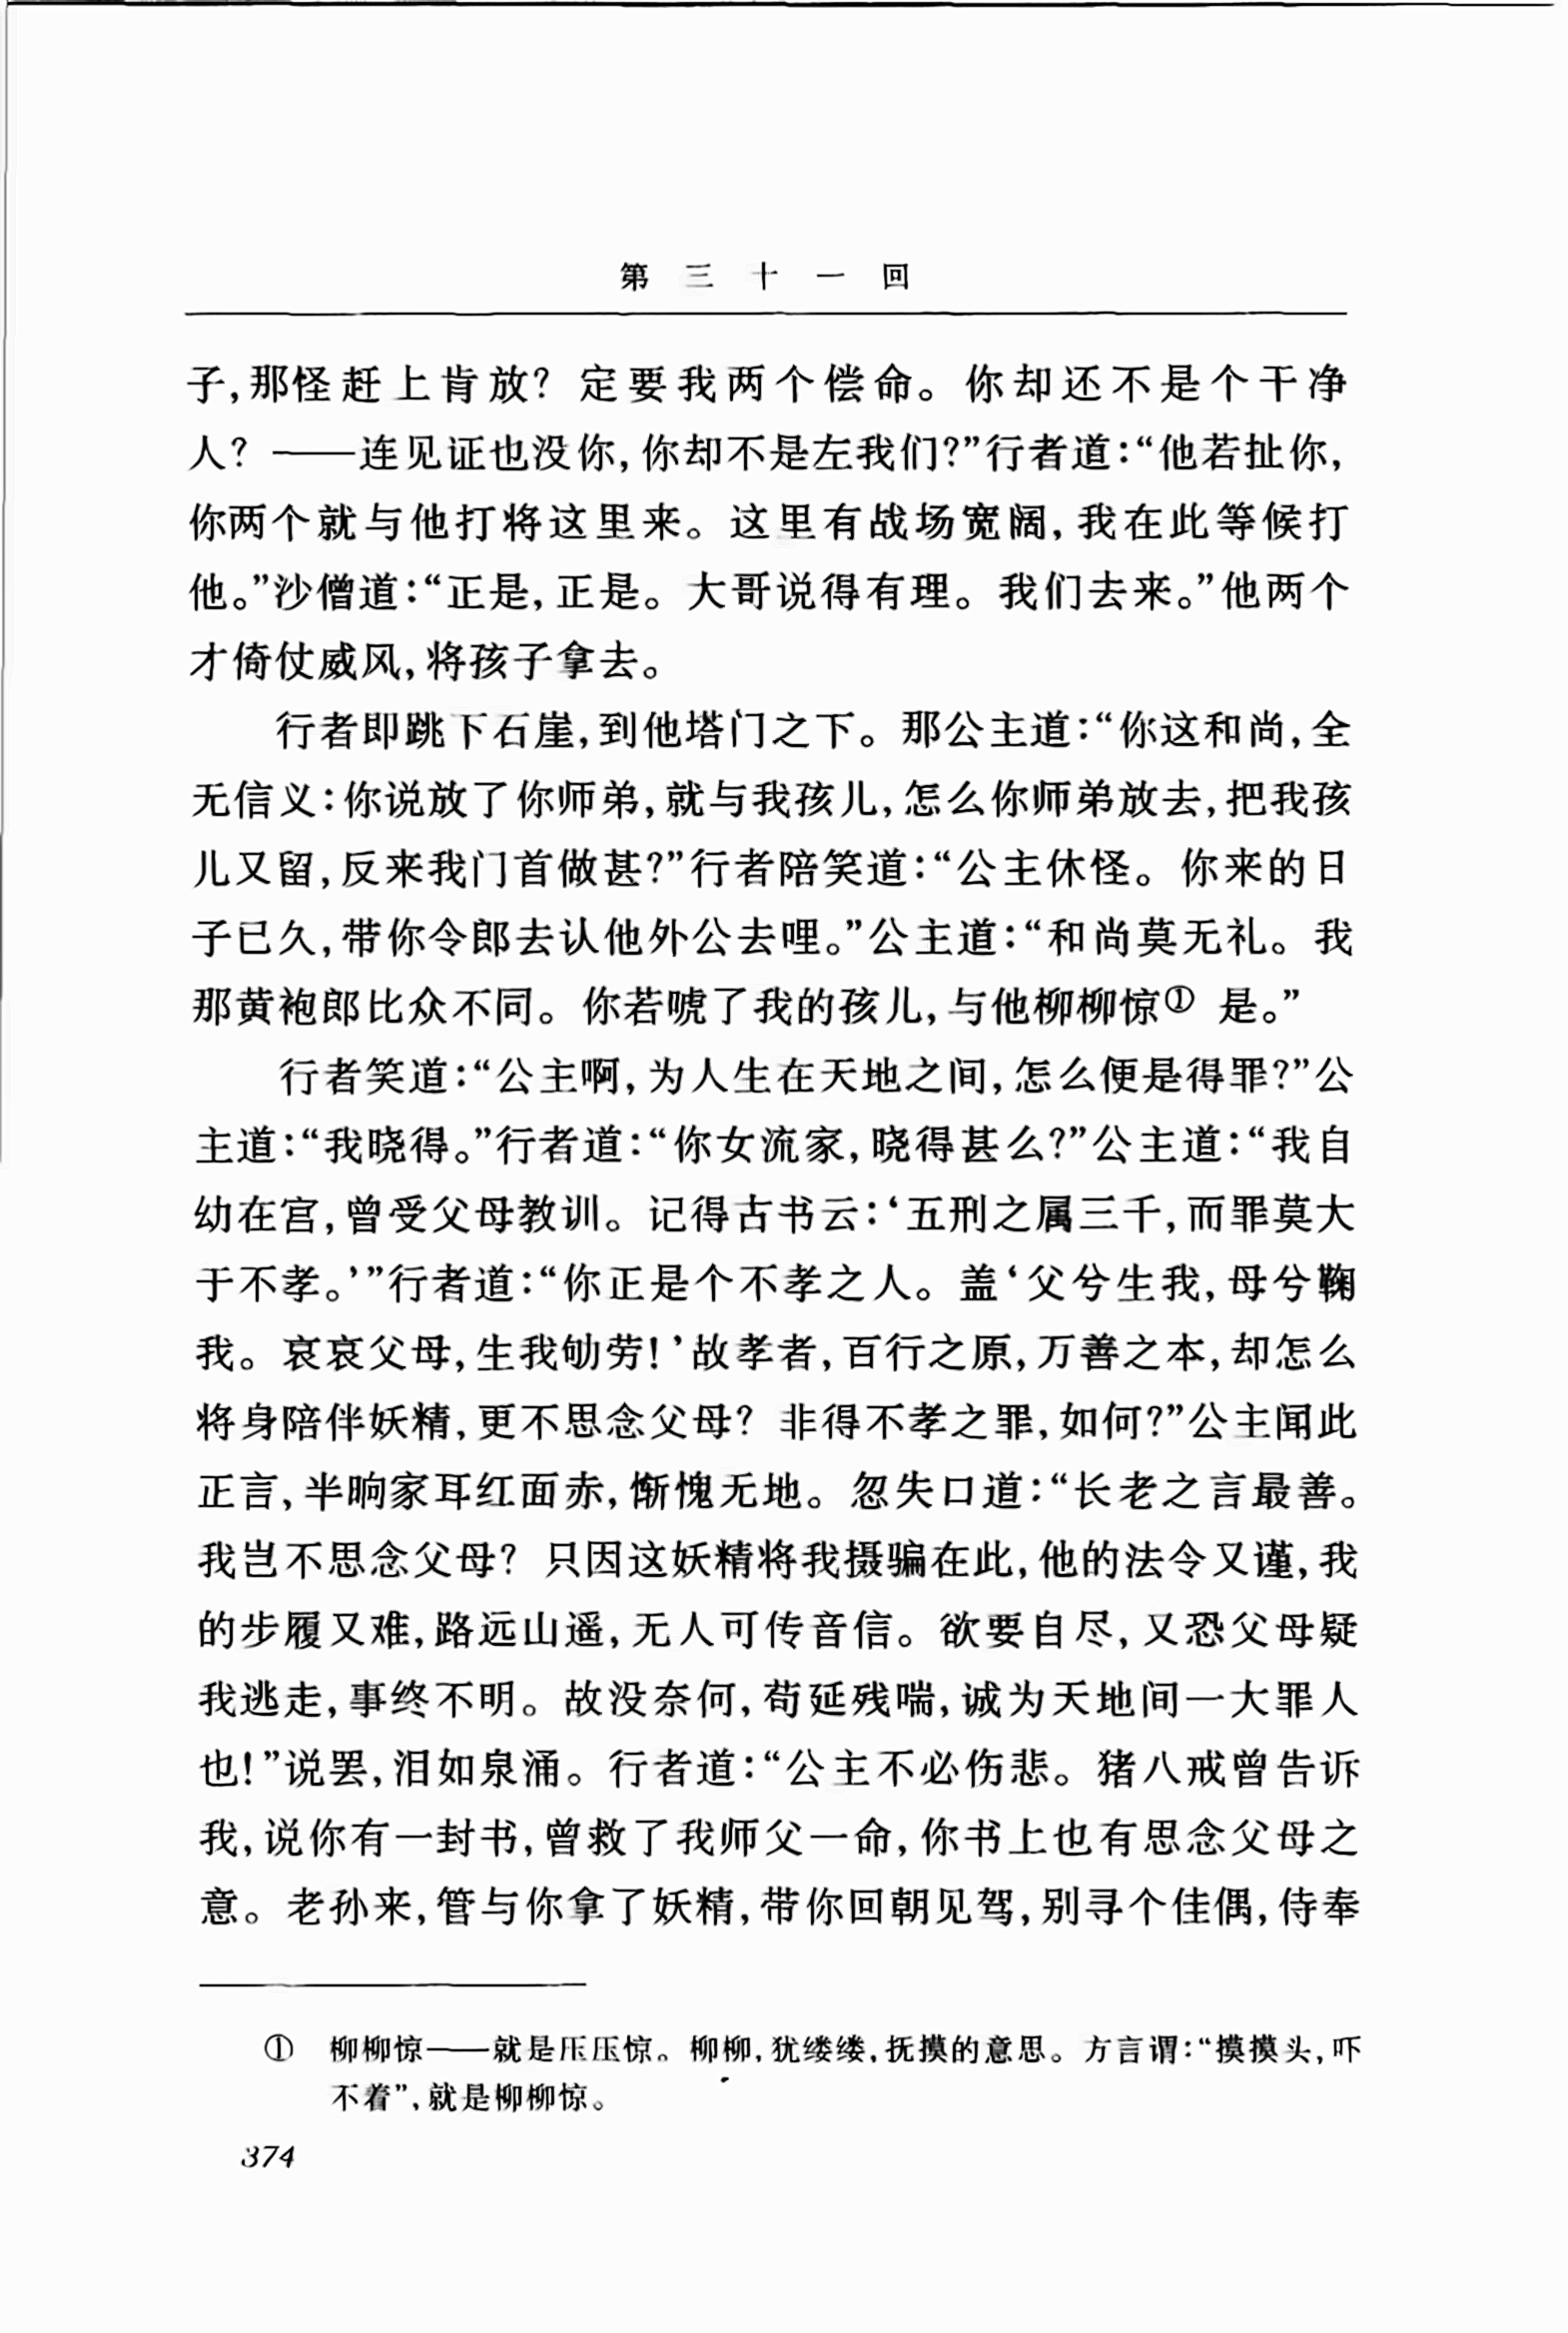 第三十一回
子，那怪赶上肯放？定要我两个偿命。你却还不是个干净
人？——连见证也没你，你却不是左我们？”行者道：“他若扯你，
你两个就与他打将这里来。这里有战场宽阔，我在此等候打
他。”沙僧道：“正是，正是。大哥说得有理。我们去来。”他两个
才倚仗威风，将孩子拿去。
行者即跳下石崖，到他塔门之下。那公主道：“你这和尚，全
无信义：你说放了你师弟，就与我孩儿，怎么你师弟放去，把我孩
儿又留，反来我门首做甚？”行者陪笑道：“公主休怪。你来的日
子已久，带你令郎去认他外公去哩。”公主道：“和尚莫无礼。我
那黄袍郎比众不同。你若唬了我的孩儿，与他柳柳惊① 是。”
行者笑道：“公主啊，为人生在天地之间，怎么便是得罪？”公
主道：“我晓得。”行者道：“你女流家，晓得甚么？”公主道：“我自
幼在宫，曾受父母教训。记得古书云：‘五刑之属三千，而罪莫大
于不孝。’”行者道：“你正是个不孝之人。盖‘父兮生我，母兮鞠
我。哀哀父母，生我劬劳！’故孝者，百行之原，万善之本，却怎么
将身陪伴妖精，更不思念父母？非得不孝之罪，如何？”公主闻此
正言，半晌家耳红面赤，惭愧无地。忽失口道：“长老之言最善。
我岂不思念父母？只因这妖精将我摄骗在此，他的法令又谨，我
的步履又难，路远山遥，无人可传音信。欲要自尽，又恐父母疑
我逃走，事终不明。故没奈何，苟延残喘，诚为天地间一大罪人
也！”说罢，泪如泉涌。行者道：“公主不必伤悲。猪八戒曾告诉
我，说你有一封书，曾救了我师父一命，你书上也有思念父母之
意。老孙来，管与你拿了妖精，带你回朝见驾，别寻个佳偶，侍奉
① 柳柳惊——就是压压惊。柳柳，犹缕缕，抚摸的意思。方言谓：“摸摸头，吓
不着”，就是柳柳惊。
374